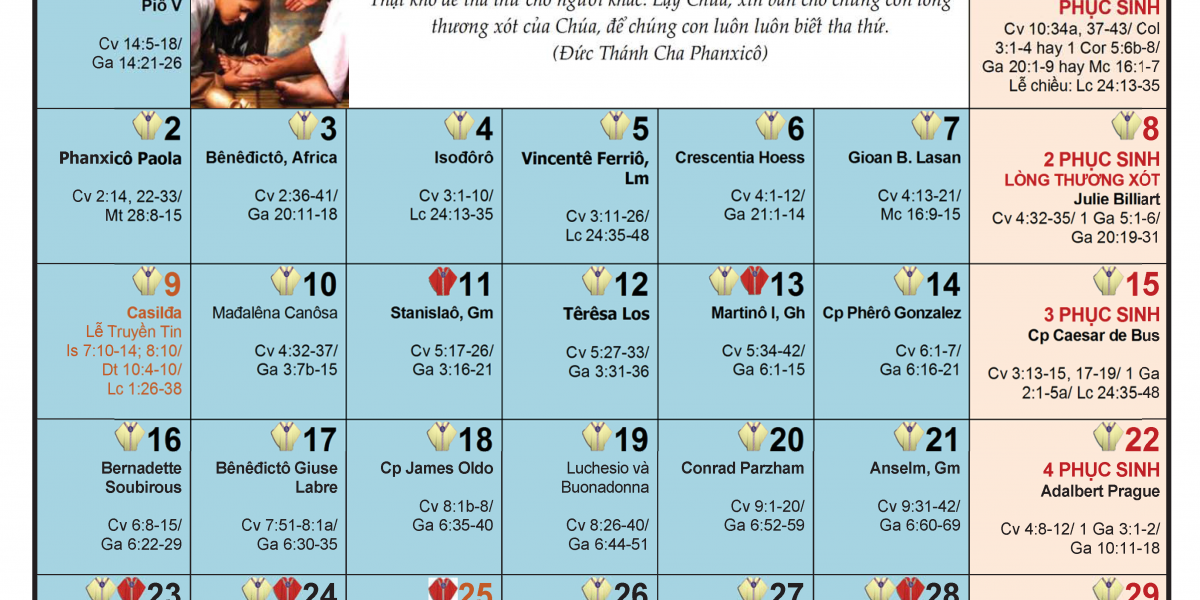 Piô V
Cv 14:5-18/
Ga 14:21-26
Thật khó để tha thứ cho người khác. Lạy Chúa, xin ban cho chúng con lòng
thương xót của Chúa, để chúng con luôn luôn biết tha thứ.
(Đức Thánh Cha Phanxicô)
PHỤC SINH
Cv 10:34a, 37-43/ Col
3:1-4 hay 1 Cor 5:6b-8/
Ga 20:1-9 hay Mc 16:1-7
Lễ chiều: Lc 24:13-35
2
Phanxicô Paola
Cv 2:14, 22-33/
Mt 28:8-15
3
Bênêđictô, Africa
Cv 2:36-41/
Ga 20:11-18
4
Isođôrô
Cv 3:1-10/
Lc 24:13-35
5
Vincentê Ferriô,
Lm
Cv 3:11-26/
Lc 24:35-48
6
Crescentia Hoess
Cv 4:1-12/
Ga 21:1-14
7
Gioan B. Lasan
Cv 4:13-21/
Mc 16:9-15
8
2 PHỤC SINH
LÒNG THƯƠNG XÓT
Julie Billiart
Cv 4:32-35/ 1 Ga 5:1-6/
Ga 20:19-31
9
Casilđa
Lễ Truyền Tin
Is 7:10-14; 8:10/
Dt 10:4-10/
Lc 1:26-38
10
Mađalêna Canôsa
Cv 4:32-37/
Ga 3:7b-15
11
Stanislaô, Gm
Cv 5:17-26/
Ga 3:16-21
12
Têrêsa Los
Cv 5:27-33/
Ga 3:31-36
13
Martinô I, Gh
Cv 5:34-42/
Ga 6:1-15
14
Cp Phêrô Gonzalez
Cv 6:1-7/
Ga 6:16-21
15
3 PHỤC SINH
Cp Caesar de Bus
Cv 3:13-15, 17-19/ 1 Ga
2:1-5a/ Lc 24:35-48
16
Bernadette
Soubirous
Cv 6:8-15/
Ga 6:22-29
17
Bênêđictô Giuse
Labre
Cv 7:51-8:1a/
Ga 6:30-35
18
Cp James Oldo
Cv 8:1b-8/
Ga 6:35-40
19
Luchesio và
Buonadonna
Cv 8:26-40/
Ga 6:44-51
20
Conrad Parzham
Cv 9:1-20/
Ga 6:52-59
21
Anselm, Gm
Cv 9:31-42/
Ga 6:60-69
22
4 PHỤC SINH
Adalbert Prague
Cv 4:8-12/ 1 Ga 3:1-2/
Ga 10:11-18
23
24
25
26
27
28
29